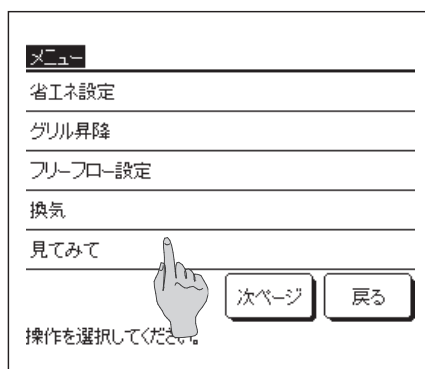 メニュー
省エネ設定
グリル昇降
フリーフロー設定
換気
見てみて
次ページ 戻る
操作を選択してください。